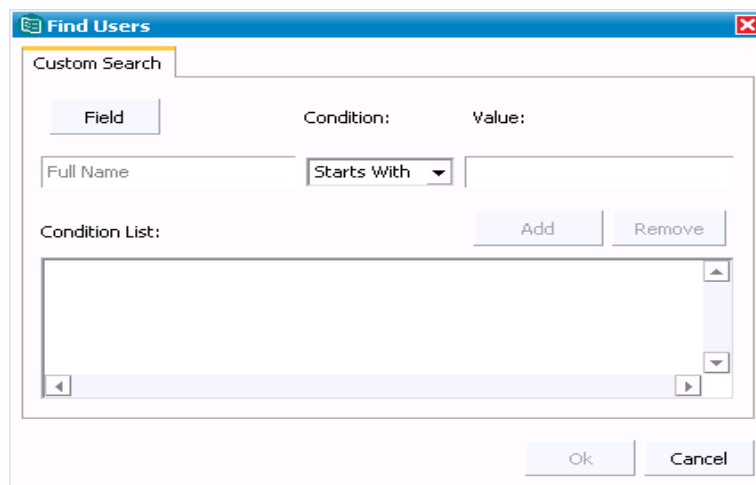 Find Users
Custom Search
Field Condition: Value:
Full Name Starts With
Condition List: Add Remove
Ok Cancel